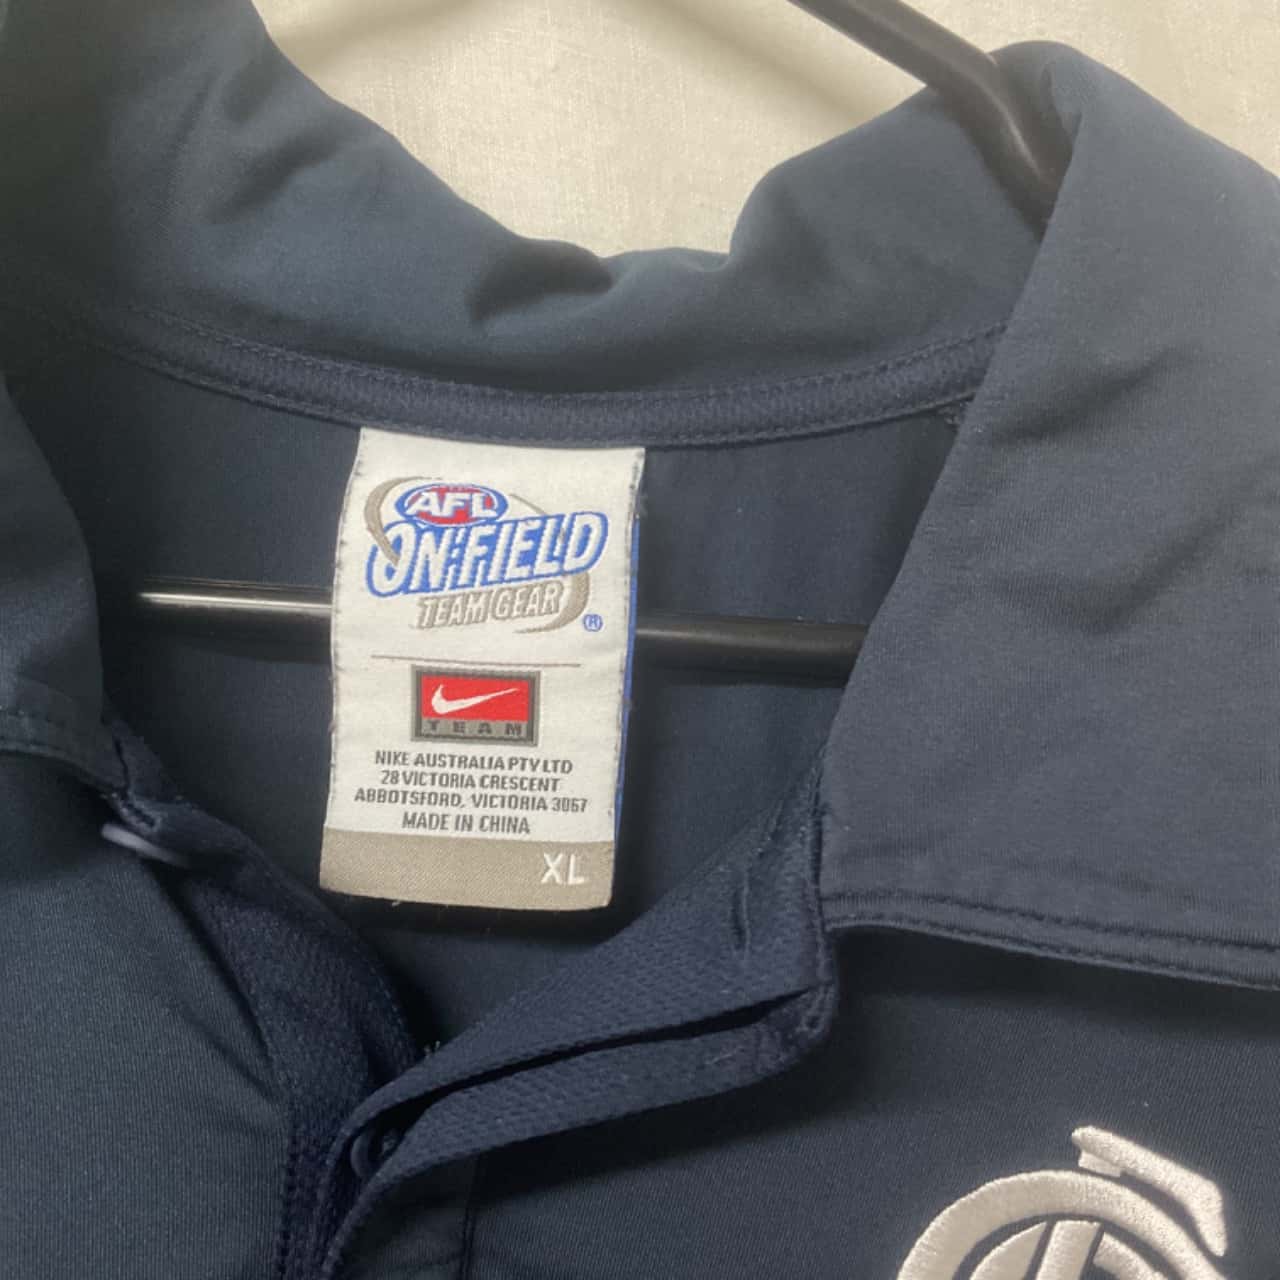 AFL
ON-FIELD
TEAM GEAR
®
TEAM
NIKE AUSTRALIA PTY LTD
28 VICTORIA CRESCENT
ABBOTSFORD, VICTORIA 3067
MADE IN CHINA
XL